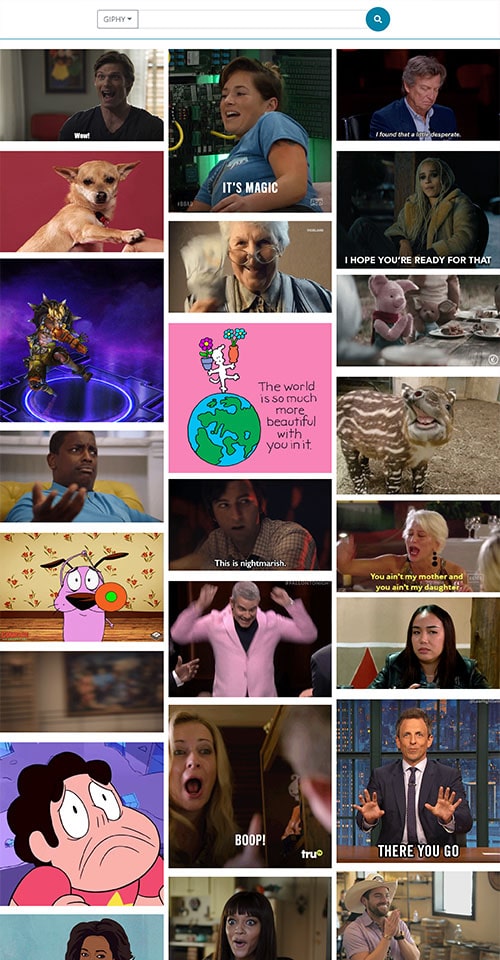 GIPHY
Wow!
IT'S MAGIC
I found that a little desperate.
I HOPE YOU'RE READY FOR THAT
The world
is so much
more
beautiful
with
you in it.
This is nightmarish.
You ain't my mother and
you ain't my daughter
#FALLONTONIGHT
BOOP!
tru
THERE YOU GO